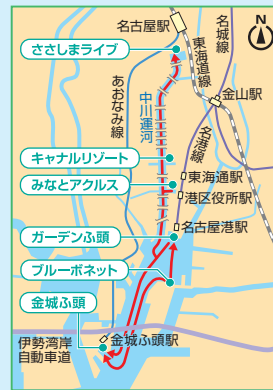 名古屋駅
N
ささしまライブ
東海道線
名城線
金山駅
あおなみ線
中川運河
名港線
キャナルリゾート
東海通駅
みなとアクルス
港区役所駅
ガーデンふ頭
名古屋港駅
ブルーボネット
金城ふ頭
金城ふ頭駅
伊勢湾岸
自動車道